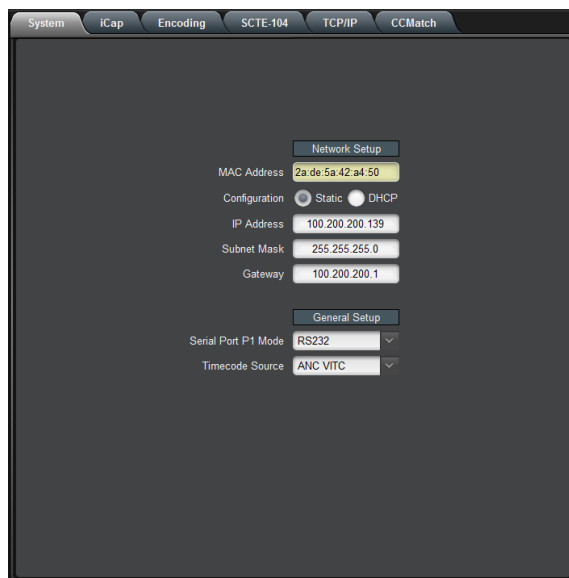 System iCap Encoding SCTE-104 TCP/IP CCMatch
Network Setup
MAC Address 2a:de:5a:42:a4:50
Configuration Static DHCP
IP Address 100.200.200.139
Subnet Mask 255.255.255.0
Gateway 100.200.200.1
General Setup
Serial Port P1 Mode RS232
Timecode Source ANC VITC